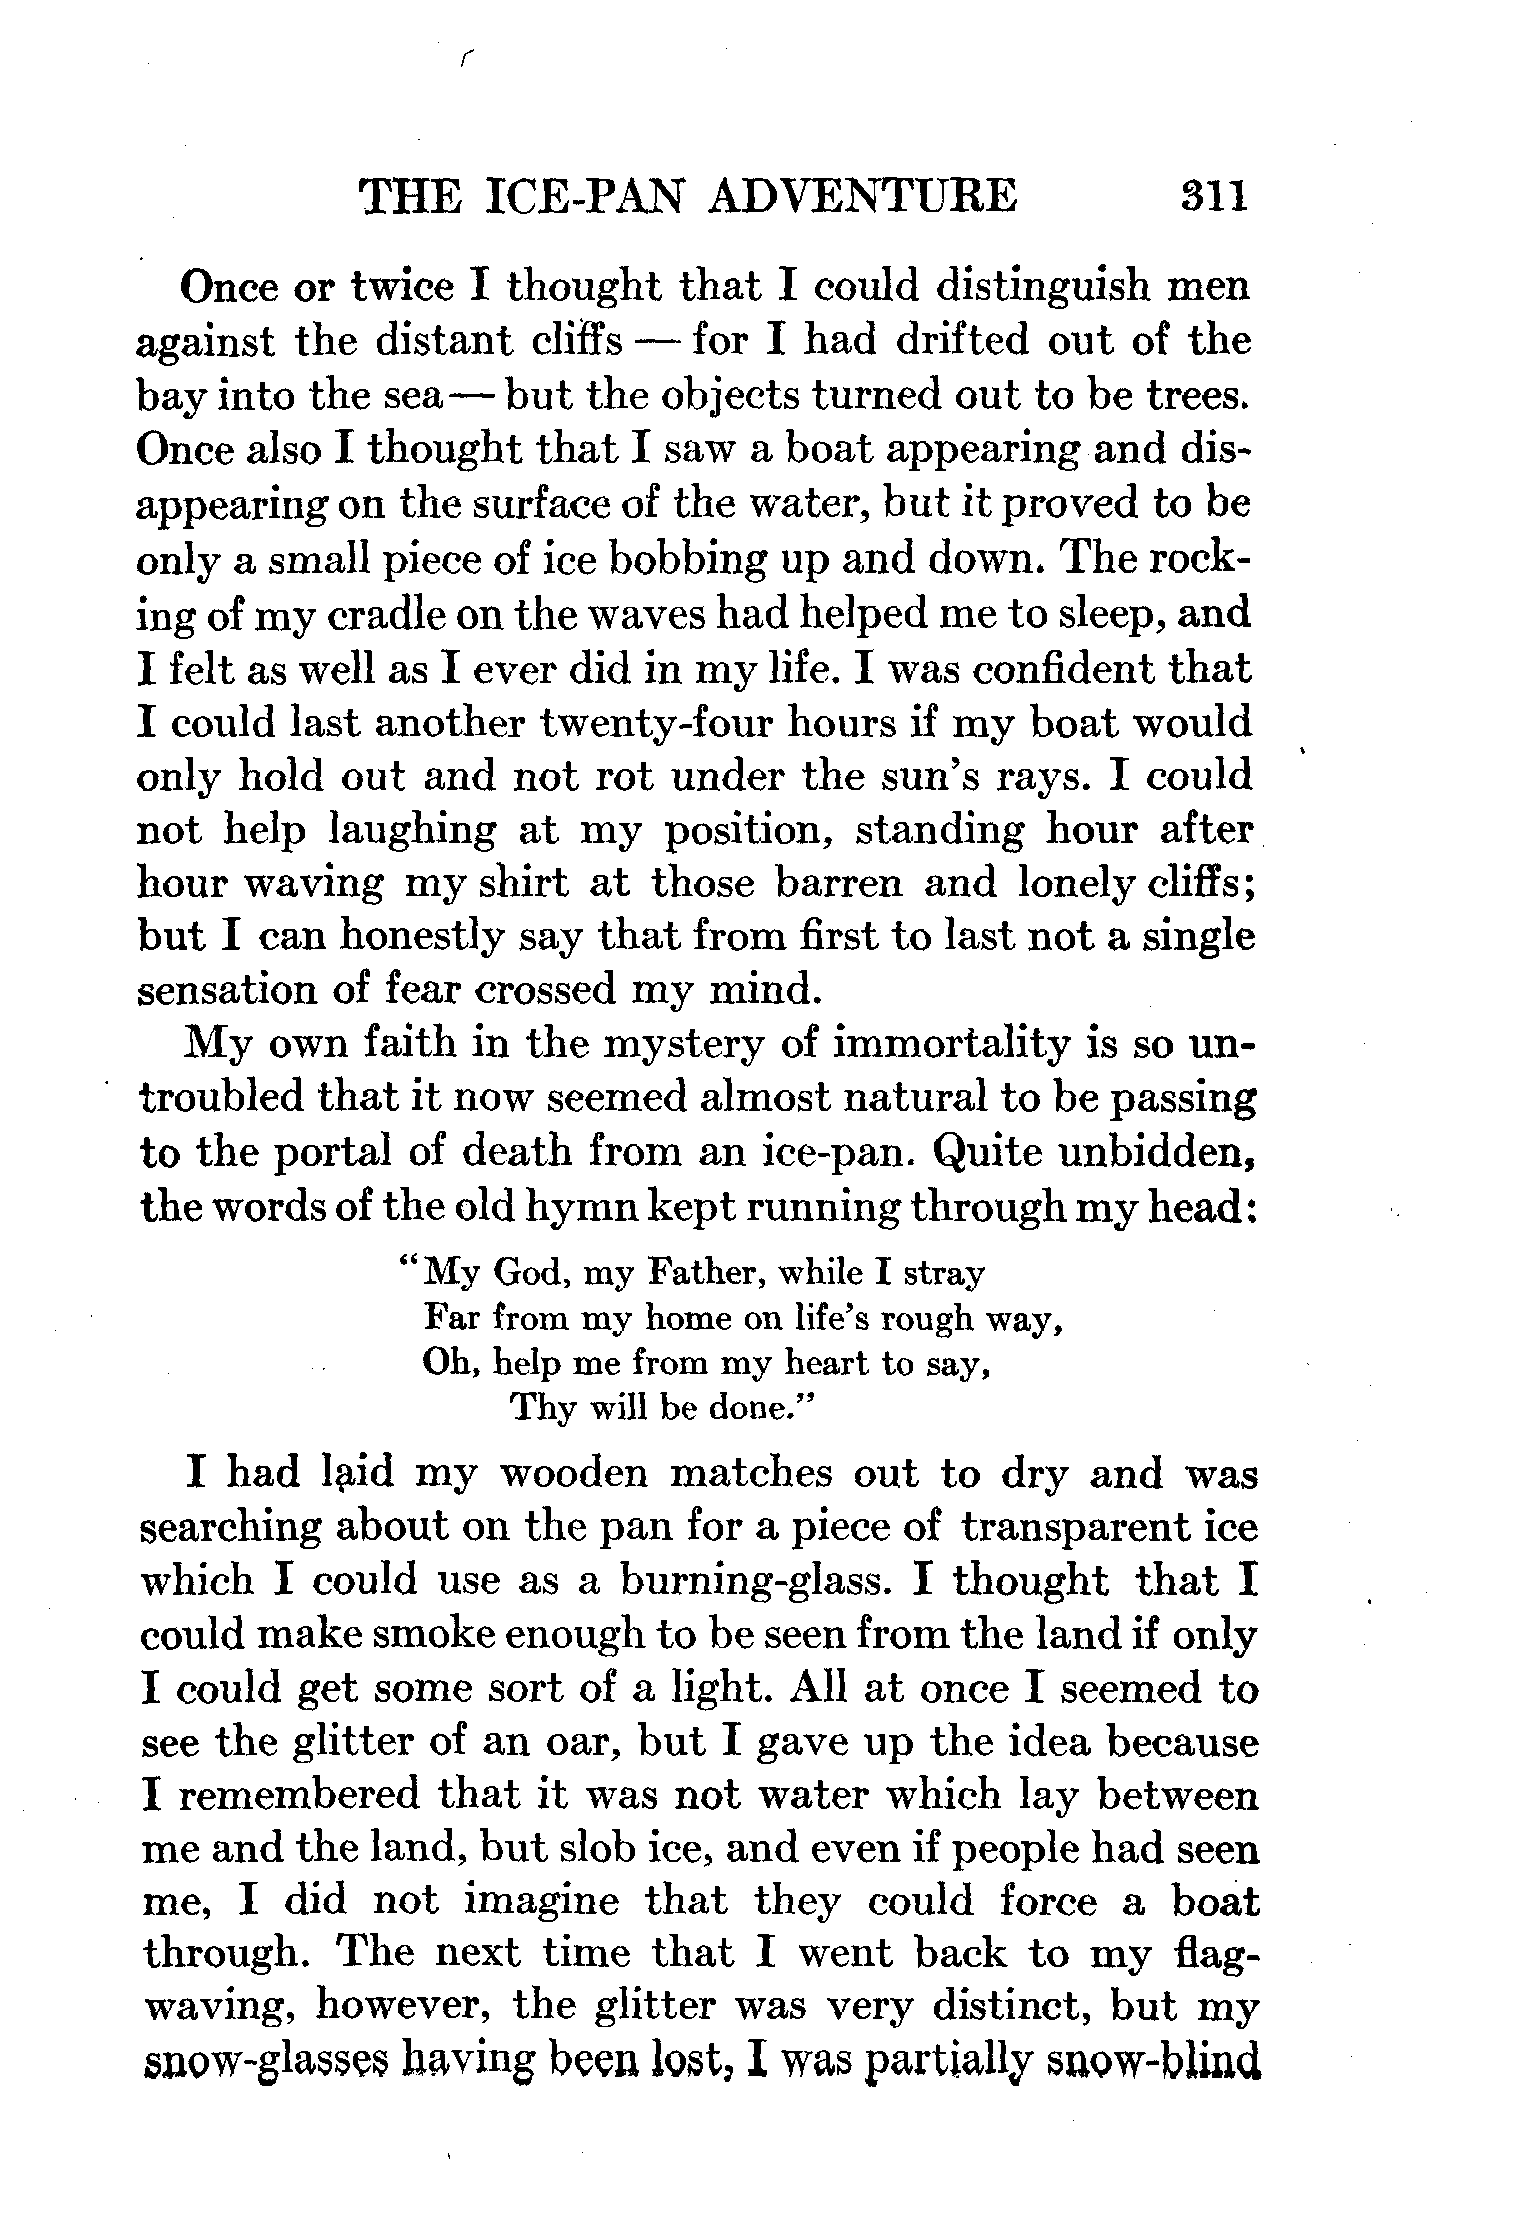 THE ICE-PAN ADVENTURE 311
Once or twice I thought that I could distinguish men
against the distant cliffs — for I had drifted out of the
bay into the sea — but the objects turned out to be trees.
Once also I thought that I saw a boat appearing and dis-
appearing on the surface of the water, but it proved to be
only a small piece of ice bobbing up and down. The rock-
ing of my cradle on the waves had helped me to sleep, and
I felt as well as I ever did in my life. I was confident that
I could last another twenty-four hours if my boat would
only hold out and not rot under the sun's rays. I could
not help laughing at my position, standing hour after
hour waving my shirt at those barren and lonely cliffs;
but I can honestly say that from first to last not a single
sensation of fear crossed my mind.
My own faith in the mystery of immortality is so un-
troubled that it now seemed almost natural to be passing
to the portal of death from an ice-pan. Quite unbidden,
the words of the old hymn kept running through my head:
"My God, my Father, while I stray
Far from my home on life's rough way,
Oh, help me from my heart to say,
Thy will be done."
I had laid my wooden matches out to dry and was
searching about on the pan for a piece of transparent ice
which I could use as a burning-glass. I thought that I
could make smoke enough to be seen from the land if only
I could get some sort of a light. All at once I seemed to
see the glitter of an oar, but I gave up the idea because
I remembered that it was not water which lay between
me and the land, but slob ice, and even if people had seen
me, I did not imagine that they could force a boat
through. The next time that I went back to my flag-
waving, however, the glitter was very distinct, but my
snow-glasses having been lost, I was partially snow-blind